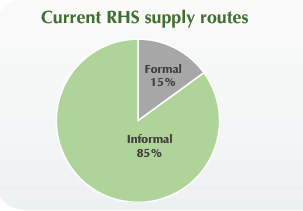 Current RHS supply routes
Formal
15%
Informal
85%